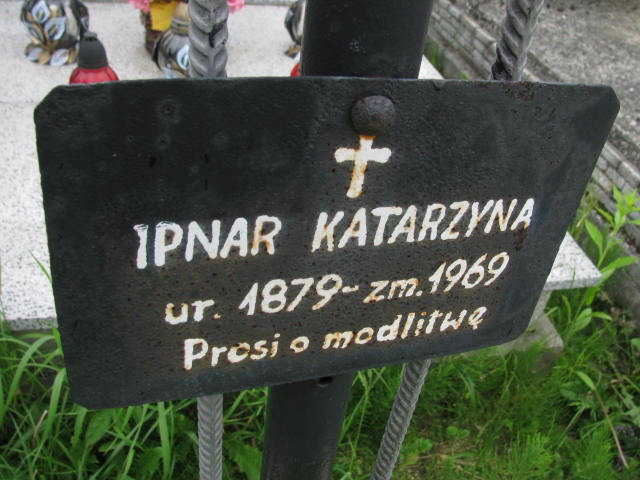 IPNAR KATARZYNA
ur. 1879- zm. 1969
Prosi o modlitwę